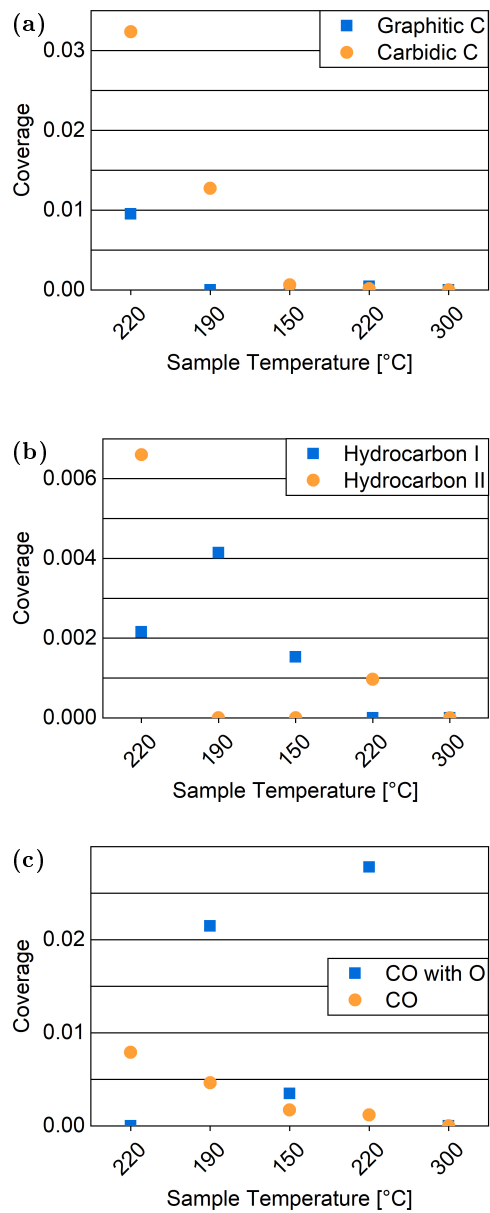 (a)
Graphitic C
Carbidic C
0.03
0.02
0.01
0.00
Coverage
220 190 150 220 300
Sample Temperature [°C]
(b)
Hydrocarbon I
Hydrocarbon II
0.006
0.004
0.002
0.000
Coverage
220 190 150 220 300
Sample Temperature [°C]
(c)
0.02
CO with O
CO
0.01
0.00
Coverage
220 190 150 220 300
Sample Temperature [°C]